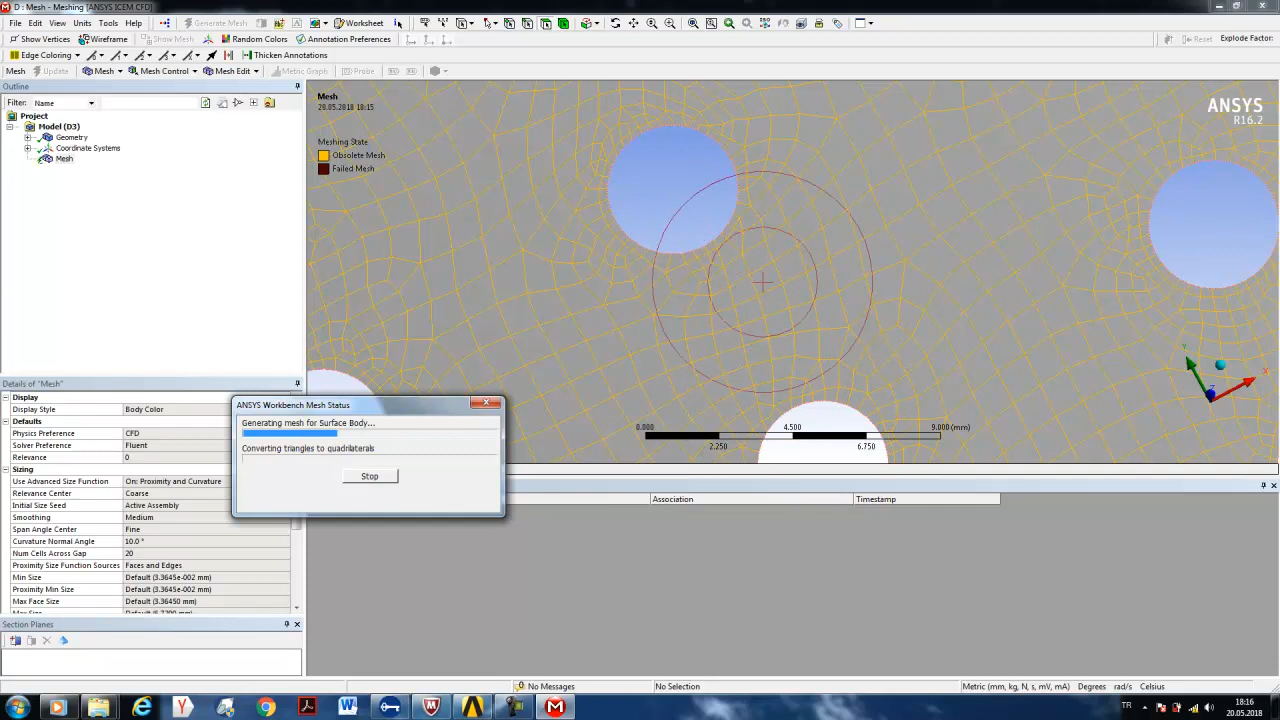 D : Mesh - Meshing [ANSYS ICEM CFD]
File Edit View Units Tools Help Generate Mesh Worksheet
Show Vertices Wireframe Show Mesh Random Colors Annotation Preferences Reset Explode Factor:
Edge Coloring Thicken Annotations
Mesh Update Mesh Mesh Control Mesh Edit Metric Graph Probe
Outline
Filter: Name
Project
Model (D3)
Geometry
Coordinate Systems
Mesh
Mesh
20.05.2018 18:15
Meshing State
Obsolete Mesh
Failed Mesh
ANSYS
R16.2
Y
X
Z
0.000 4.500 9.000 (mm)
2.250 6.750
Details of "Mesh"
Display
Display Style Body Color
Defaults
Physics Preference CFD
Solver Preference Fluent
Relevance 0
Sizing
Use Advanced Size Function On: Proximity and Curvature
Relevance Center Coarse
Initial Size Seed Active Assembly
Smoothing Medium
Span Angle Center Fine
Curvature Normal Angle 10.0 °
Num Cells Across Gap 20
Proximity Size Function Sources Faces and Edges
Min Size Default (3.3645e-002 mm)
Proximity Min Size Default (3.3645e-002 mm)
Max Face Size Default (3.36450 mm)
ANSYS Workbench Mesh Status
Generating mesh for Surface Body...
Converting triangles to quadrilaterals
Stop
Association Timestamp
Section Planes
No Messages No Selection Metric (mm, kg, N, s, mV, mA) Degrees rad/s Celsius
TR 18:16
20.05.2018